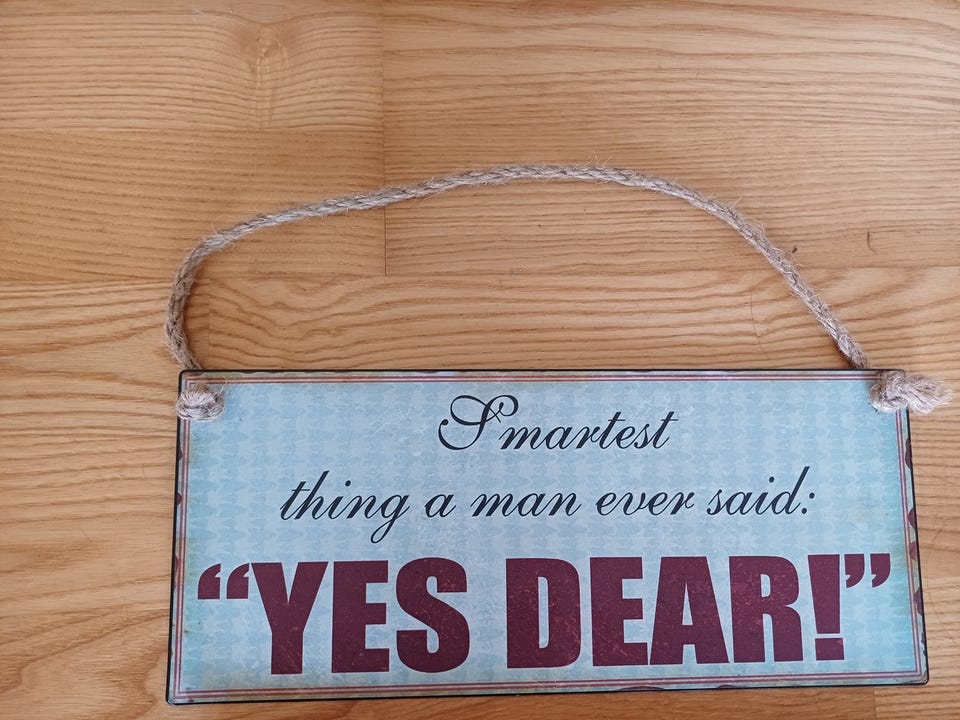 Smartest
thing a man ever said:
“YES DEAR!”